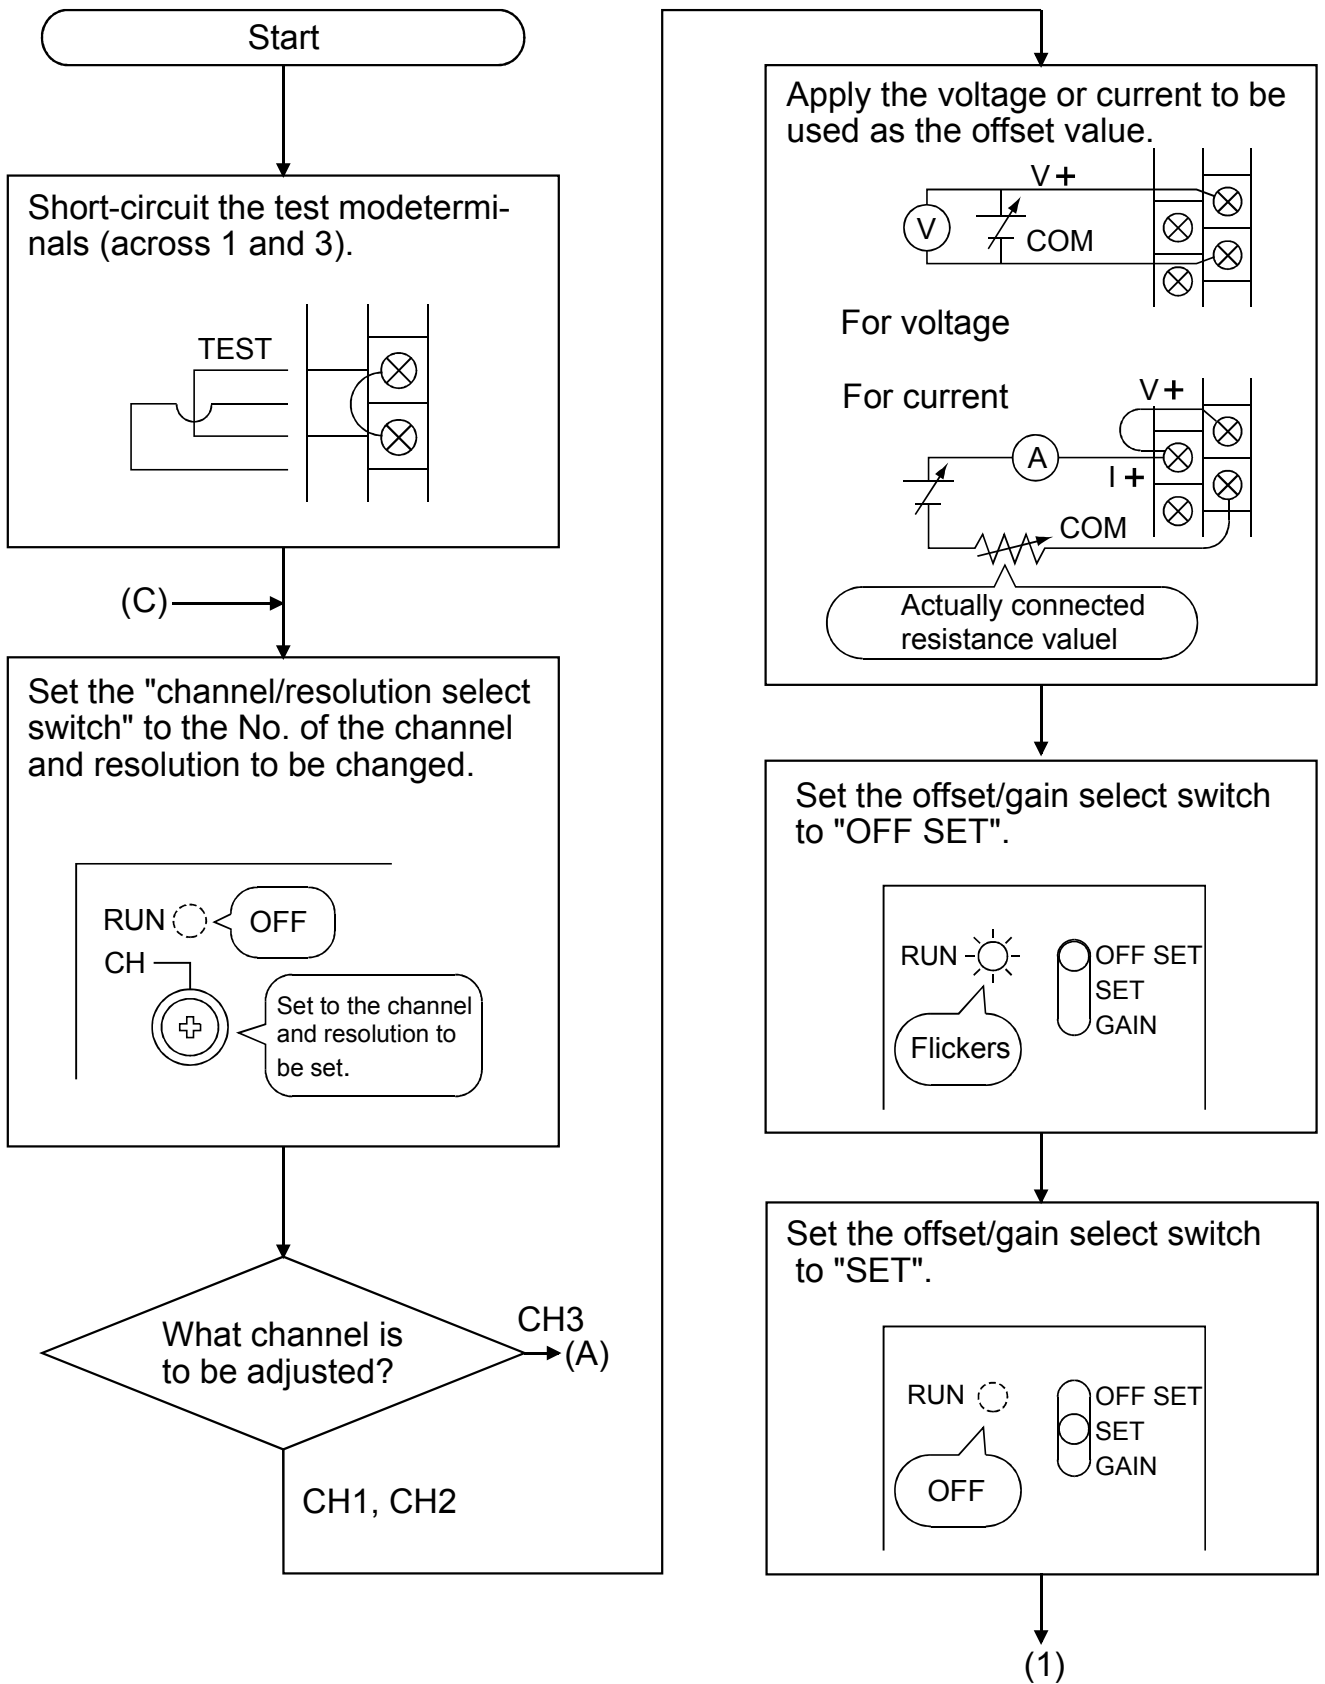 Start
Short-circuit the test modetermi-
nals (across 1 and 3).
TEST
(C)
Set the "channel/resolution select
switch" to the No. of the channel
and resolution to be changed.
RUN
OFF
CH
Set to the channel
and resolution to
be set.
What channel is
to be adjusted?
CH3
(A)
CH1, CH2
Apply the voltage or current to be
used as the offset value.
V +
V
COM
For voltage
For current
V +
A
I +
COM
Actually connected
resistance valuel
Set the offset/gain select switch
to "OFF SET".
RUN
OFF SET
SET
GAIN
Flickers
Set the offset/gain select switch
to "SET".
RUN
OFF SET
SET
GAIN
OFF
(1)